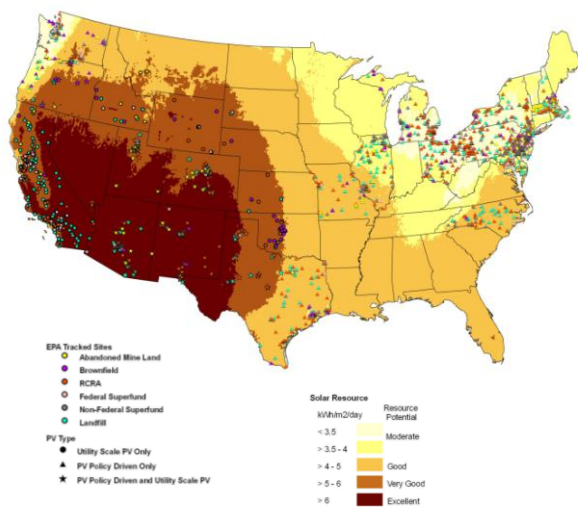 EPA Tracked Sites
Abandoned Mine Land
Brownfield
RCRA
Federal Superfund
Non-Federal Superfund
Landfill
PV Type
Utility Scale PV Only
PV Policy Driven Only
PV Policy Driven and Utility Scale PV
Solar Resource
kWh/m2/day Resource Potential
< 3.5 Moderate
> 3.5 - 4
> 4 - 5 Good
> 5 - 6 Very Good
> 6 Excellent